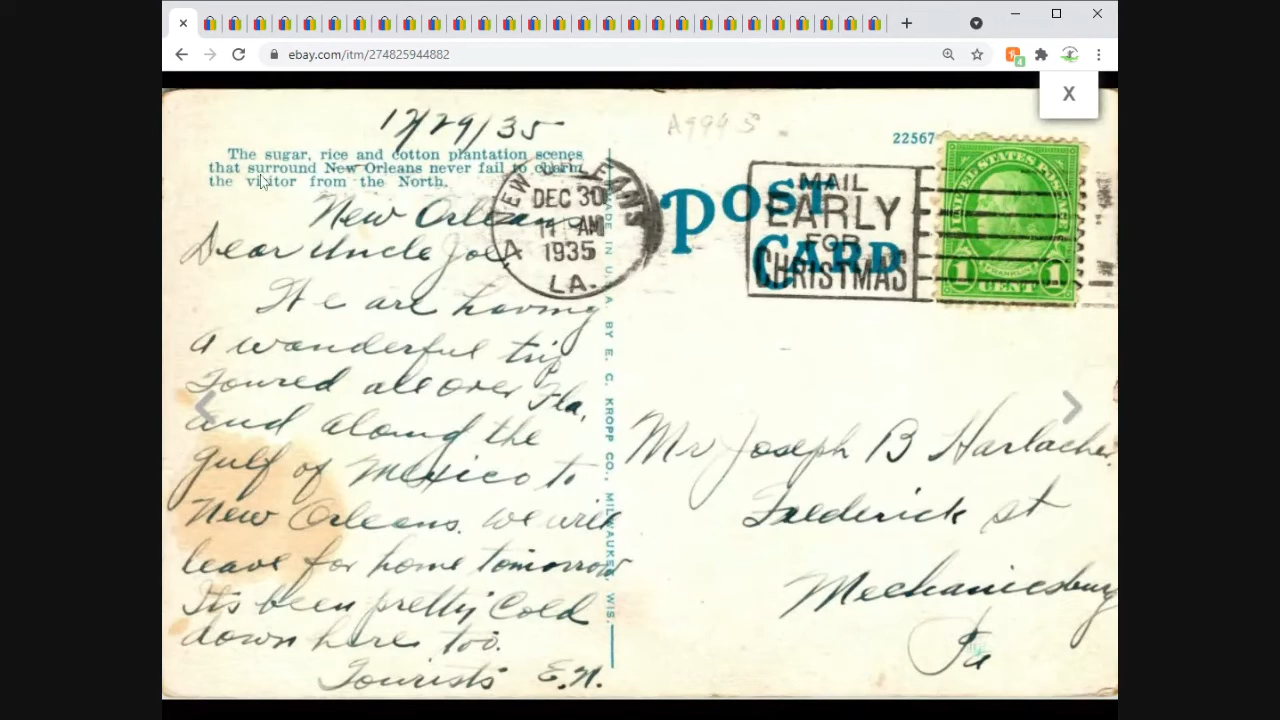 ebay.com/itm/274825944882
4
X
12/29/35
A994 S
22567
The sugar, rice and cotton plantation scenes
that surround New Orleans never fail to charm
the visitor from the North.
NEW ORLEANS
DEC 30
11 AM
1935
LA.
MAIL
EARLY
FOR
CHRISTMAS
POST
CARD
UNITED STATES POSTAGE
FRANKLIN
1 CENT 1
New Orleans
Dear Uncle Joe,
We are having
a wonderful trip
Toured all over Fla,
and along the
gulf of Mexico to
New Orleans. We will
leave for home tomorrow
Its been pretty Cold
down here too.
Tourists E.N.
MADE IN U. S. A. BY E. C. KROPP CO., MILWAUKEE, WIS.
Mr Joseph B Harlacher.
Frederick st
Mechanicsburg
Pa